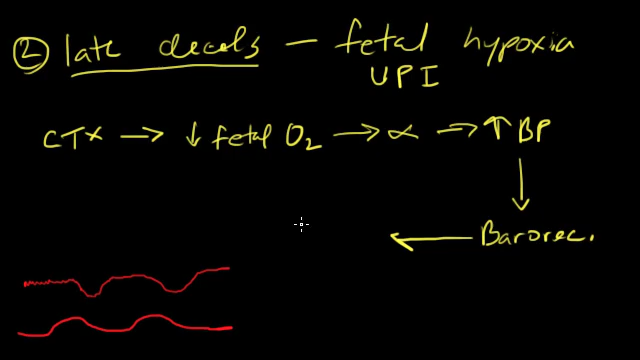 ② late decels — fetal hypoxia
UPI
CTX → ↓ fetal O2 → α → ↑ BP
↓
← Barorec.